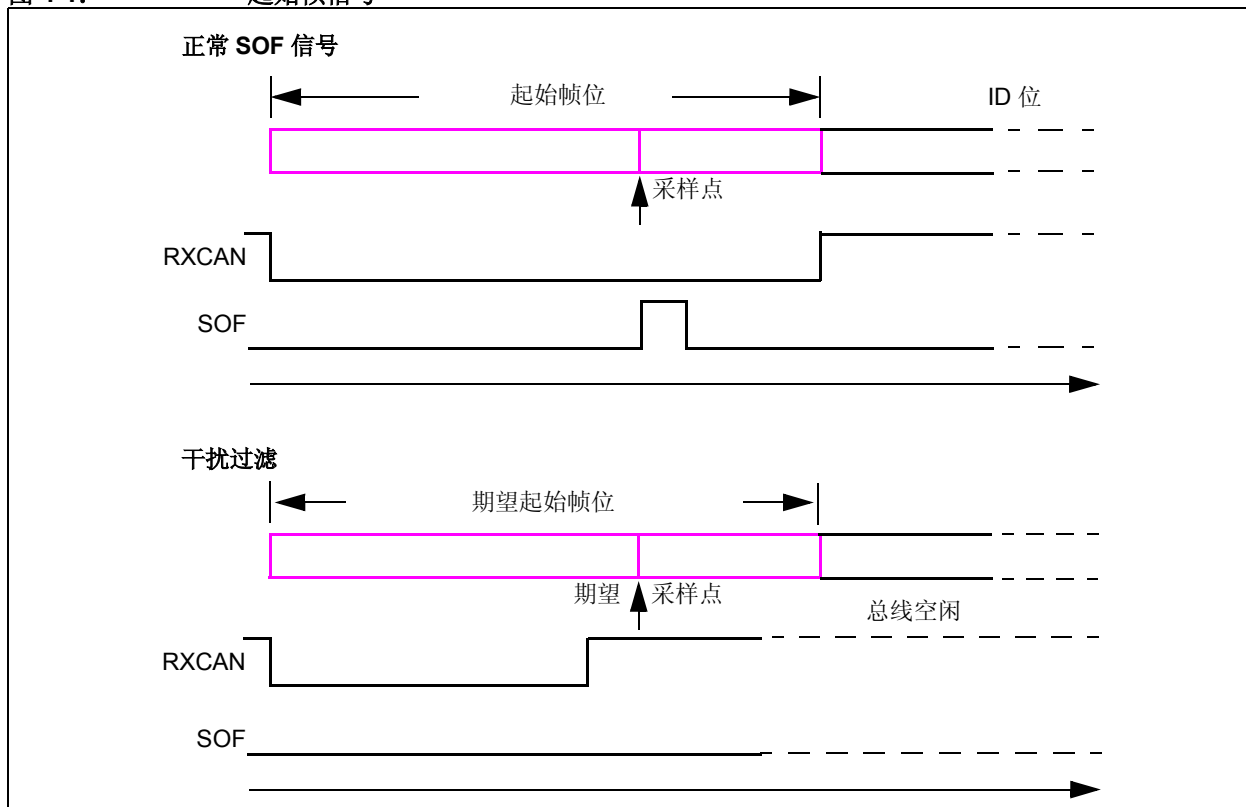 正常 SOF 信号
起始帧位
ID 位
采样点
RXCAN
SOF
干扰过滤
期望起始帧位
期望 采样点
总线空闲
RXCAN
SOF